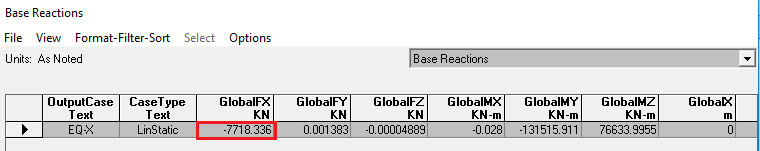 Base Reactions
File View Format-Filter-Sort Select Options
Units: As Noted Base Reactions
OutputCase CaseType GlobalFX GlobalFY GlobalFZ GlobalMX GlobalMY GlobalMZ GlobalX
Text Text KN KN KN KN-m KN-m KN-m m
EQ-X LinStatic -7718.336 0.001383 -0.00004889 -0.028 -131515.911 76633.9955 0